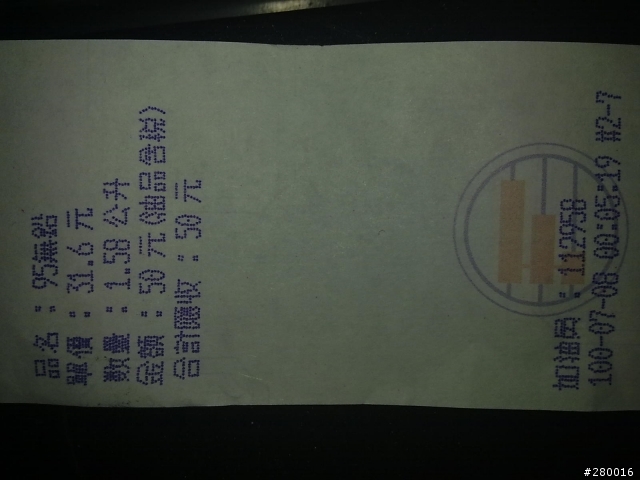 品名：95無鉛
單價：31.6 元
數量：1.58 公升
金額：50 元(油品含稅)
合計應收：50 元
加油員：112958
100-07-08 00:05:19 #2-7
#280016